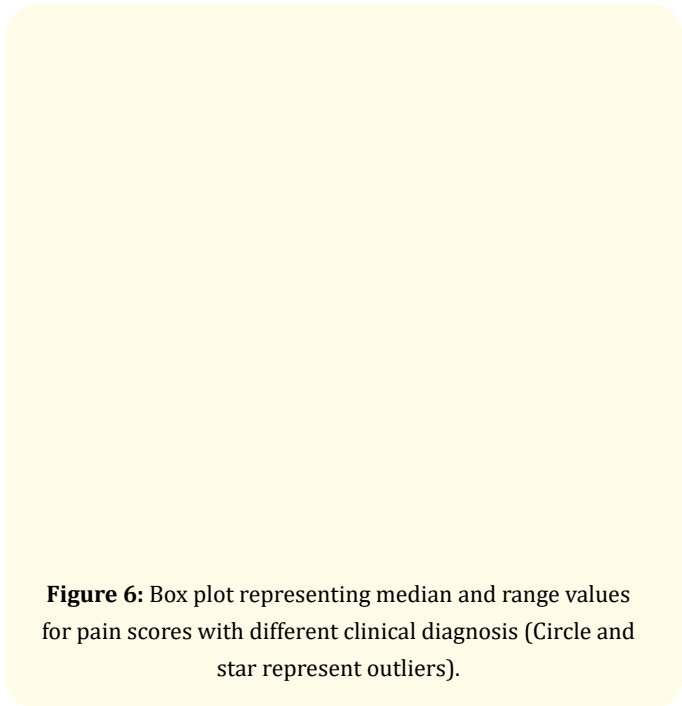 Figure 6: Box plot representing median and range values
for pain scores with different clinical diagnosis (Circle and
star represent outliers).